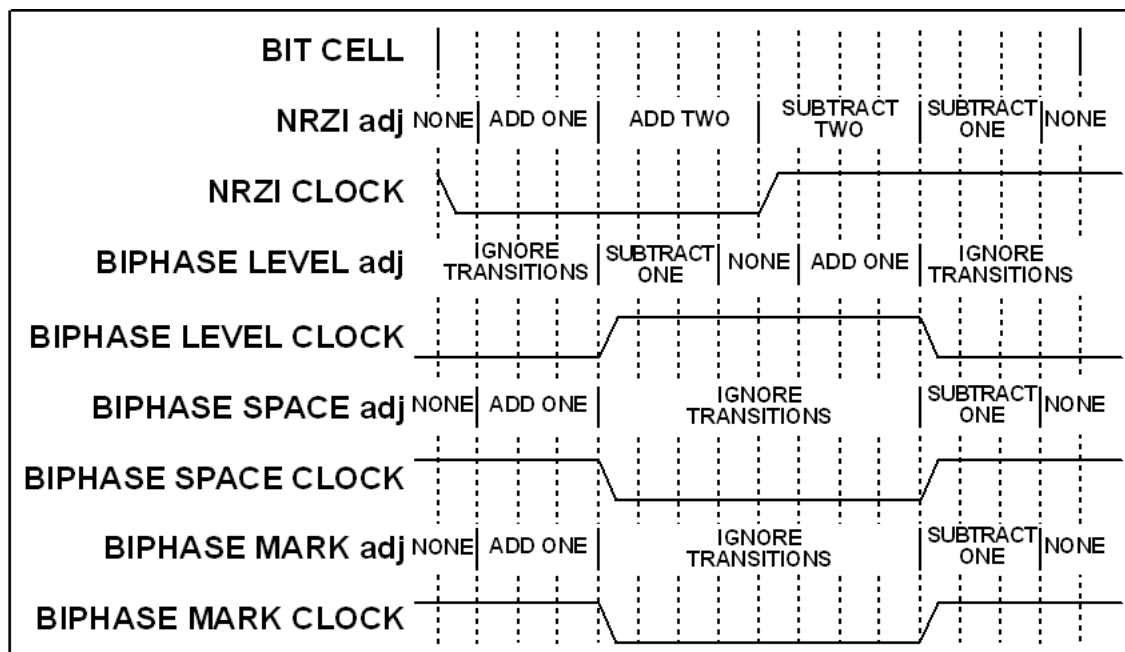 BIT CELL
NRZI adj NONE ADD ONE ADD TWO SUBTRACT TWO SUBTRACT ONE NONE
NRZI CLOCK
BIPHASE LEVEL adj IGNORE TRANSITIONS SUBTRACT ONE NONE ADD ONE IGNORE TRANSITIONS
BIPHASE LEVEL CLOCK
BIPHASE SPACE adj NONE ADD ONE IGNORE TRANSITIONS SUBTRACT ONE NONE
BIPHASE SPACE CLOCK
BIPHASE MARK adj NONE ADD ONE IGNORE TRANSITIONS SUBTRACT ONE NONE
BIPHASE MARK CLOCK